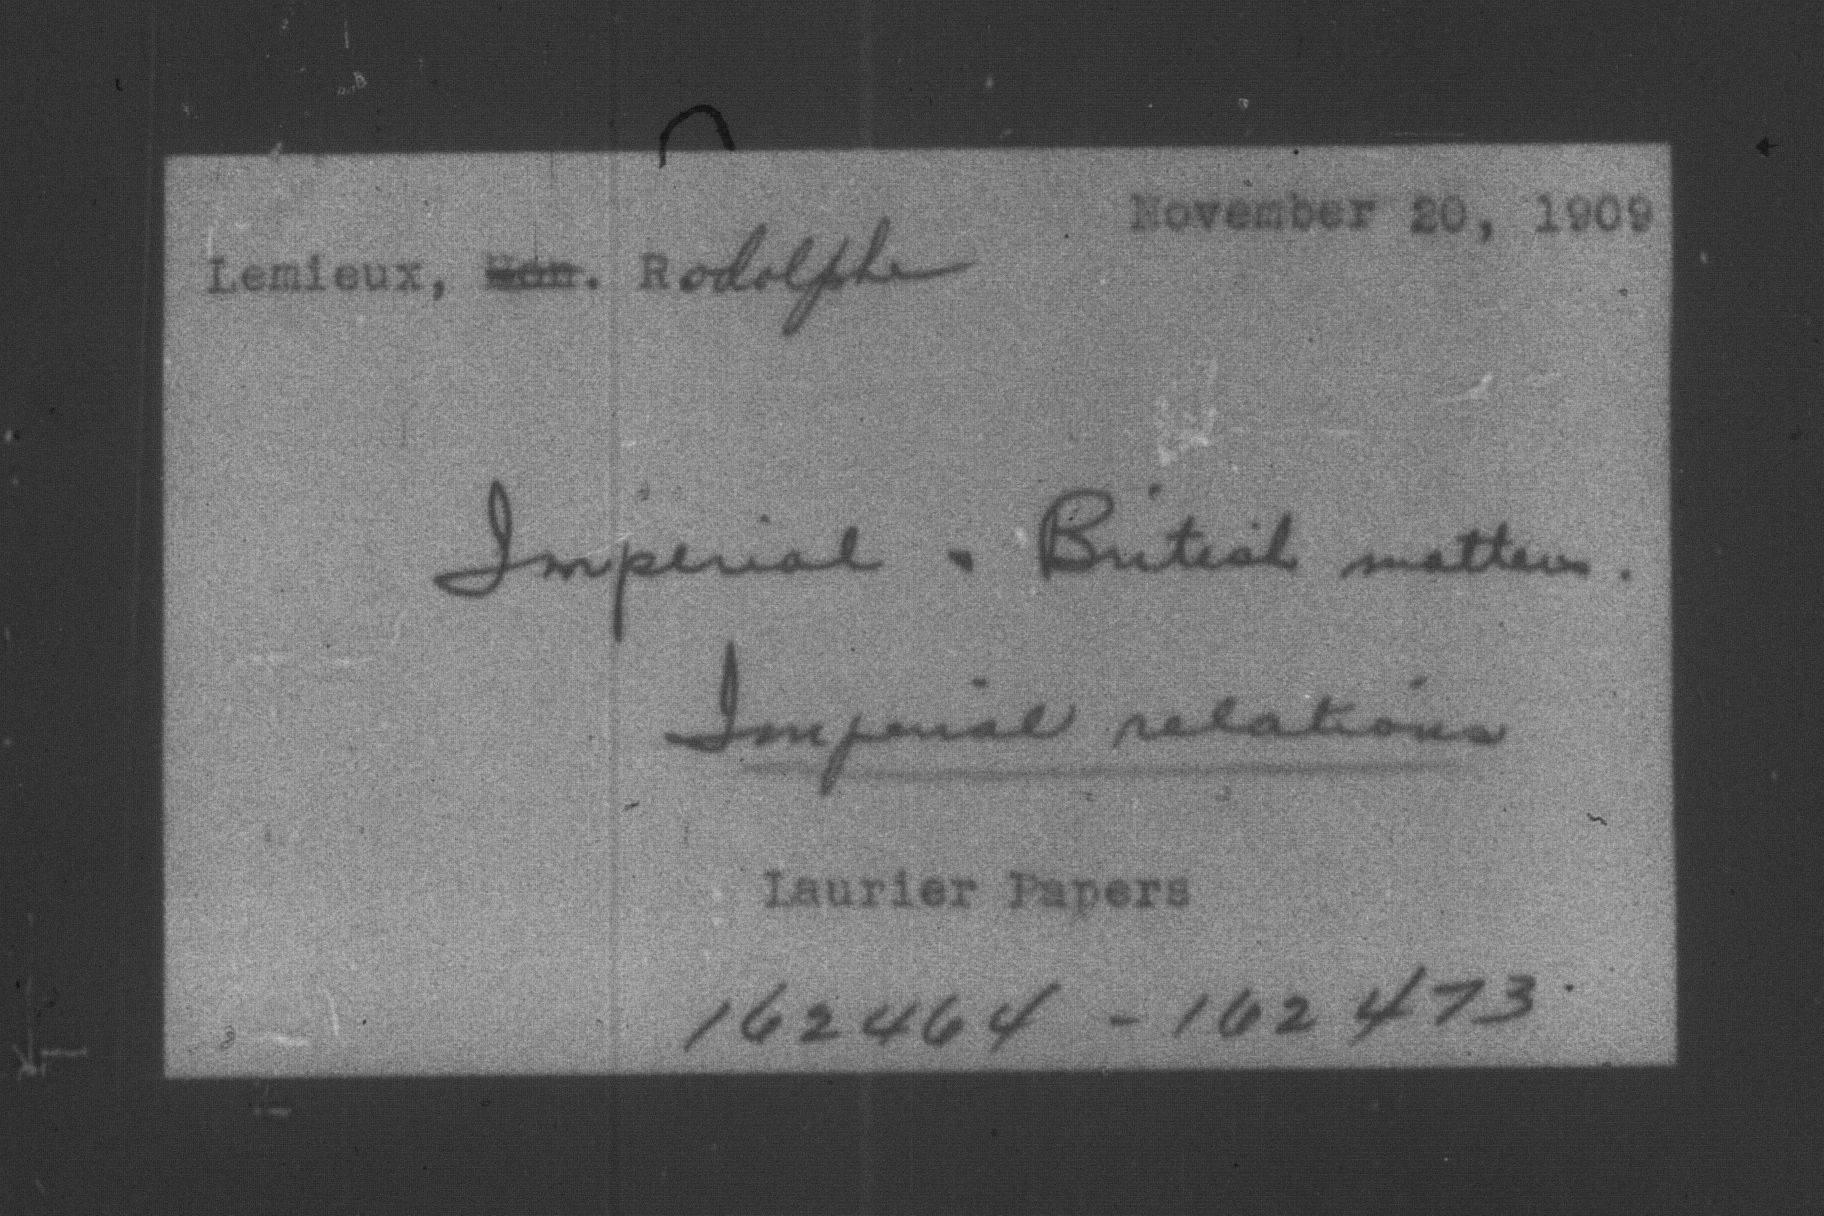 November 20, 1909
Lemieux, Hon. Rodolphe
Imperial & British matters.
Imperial relations
Laurier Papers
162464 - 162473